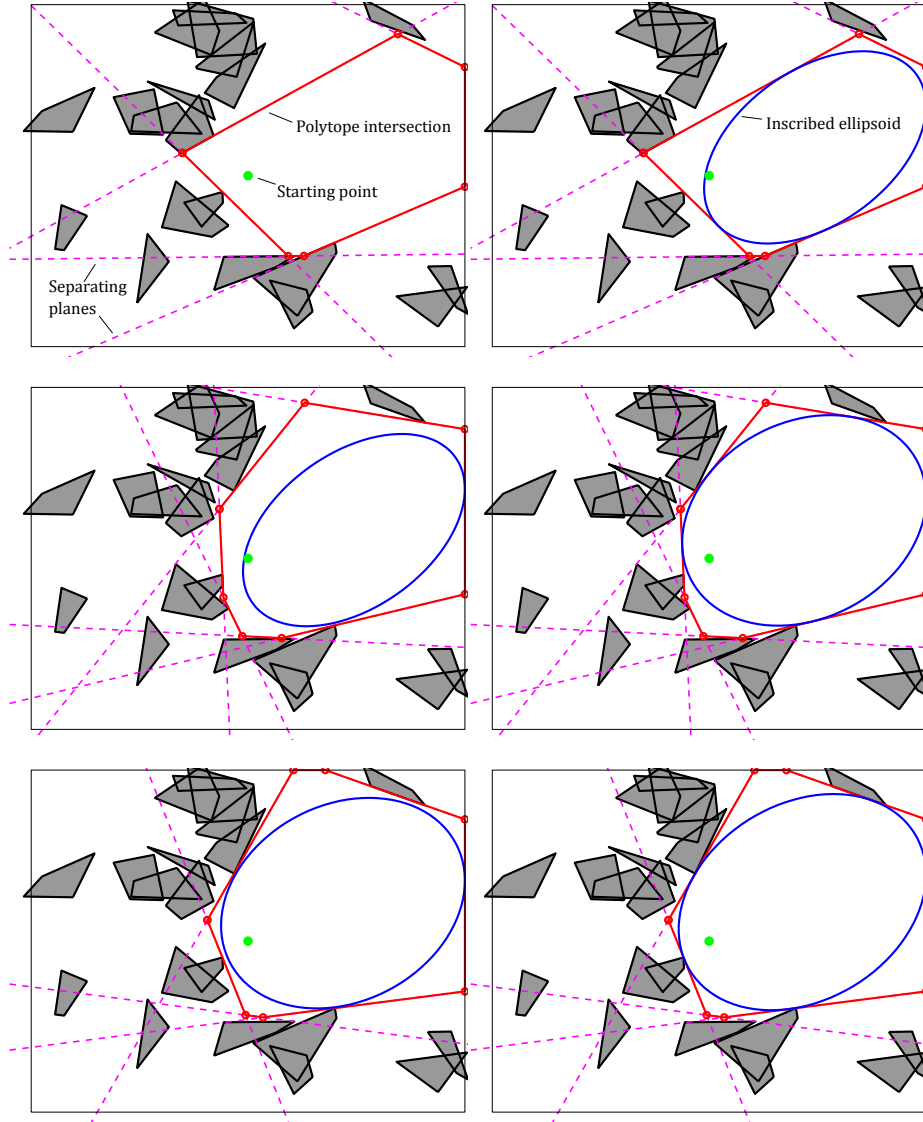 Polytope intersection
Starting point
Separating
planes
Inscribed ellipsoid